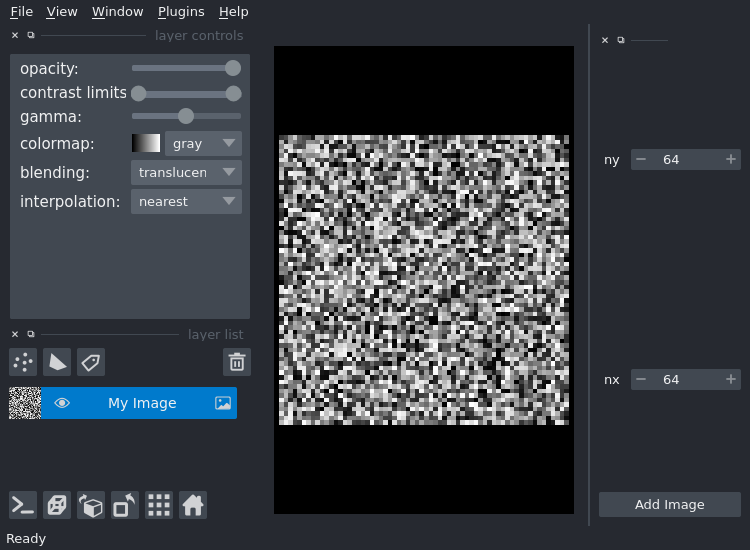 File View Window Plugins Help
layer controls
opacity:
contrast limits
gamma:
colormap: gray
blending: translucen
interpolation: nearest
layer list
My Image
ny 64
nx 64
Add Image
Ready